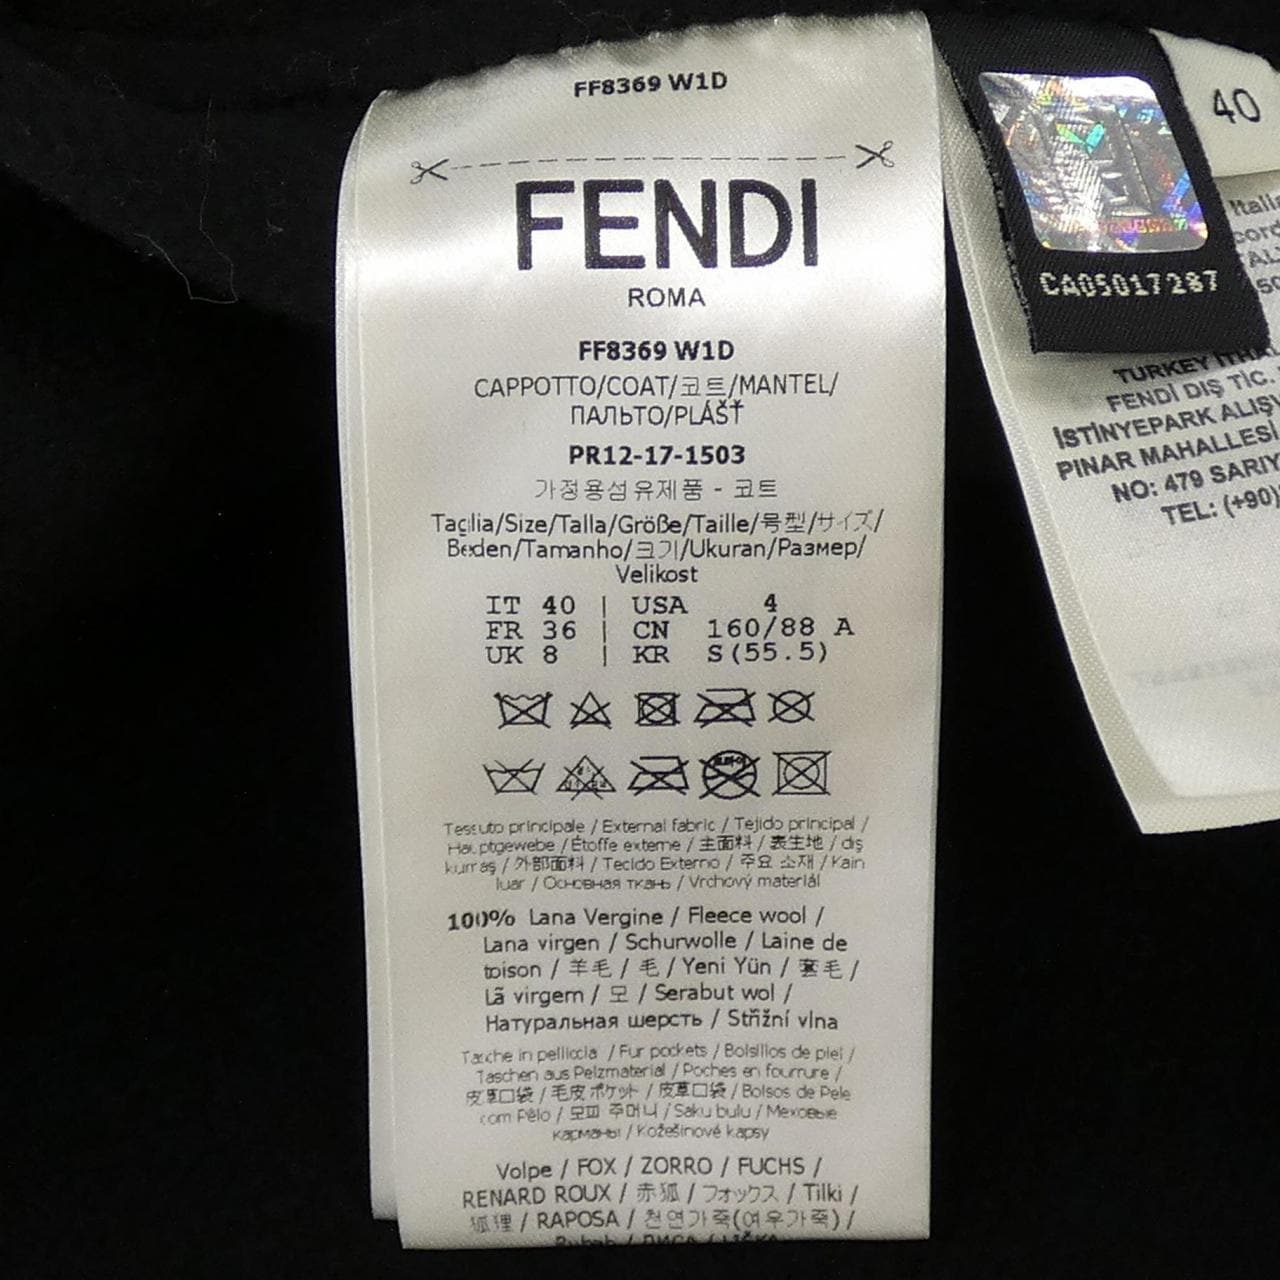 FF8369 W1D
FENDI
ROMA
FF8369 W1D
CAPPOTTO/COAT/코트/MANTEL/
ПАЛЬТО/PLÁŠŤ
PR12-17-1503
가정용섬유제품 - 코트
Taglia/Size/Talla/Größe/Taille/号型/サイズ/
Beden/Tamanho/크기/Ukuran/Размер/
Velikost
IT 40 | USA 4
FR 36 | CN 160/88 A
UK 8 | KR S(55.5)
Tessuto principale / External fabric / Tejido principal /
Hauptgewebe / Étoffe externe / 主面料 / 表生地 / dış
kumaş / 外部面料 / Tecido Externo / 주요 소재 / Kain
luar / Основная ткань / Vrchový materiál
100% Lana Vergine / Fleece wool /
Lana virgen / Schurwolle / Laine de
toison / 羊毛 / 毛 / Yeni Yün / 套毛 /
Lã virgem / 모 / Serabut wol /
Натуральная шерсть / Střižní vlna
Tasche in pelliccia / Fur pockets / Bolsillos de piel /
Taschen aus Pelzmaterial / Poches en fourrure /
皮草口袋 / 毛皮 ポケット / 皮草口袋 / Bolsos de Pele
com Pêlo / 모피 주머니 / Saku bulu / Меховые
карманы / Kožešinové kapsy
Volpe / FOX / ZORRO / FUCHS /
RENARD ROUX / 赤狐 / フォックス / Tilki /
狐狸 / RAPOSA / 천연가죽(여우가죽) /
CA05017287
40
TURKEY
FENDİ DIŞ TİC.
İSTİNYEPARK
PINAR MAHALLESİ
NO: 479
TEL: (+90)